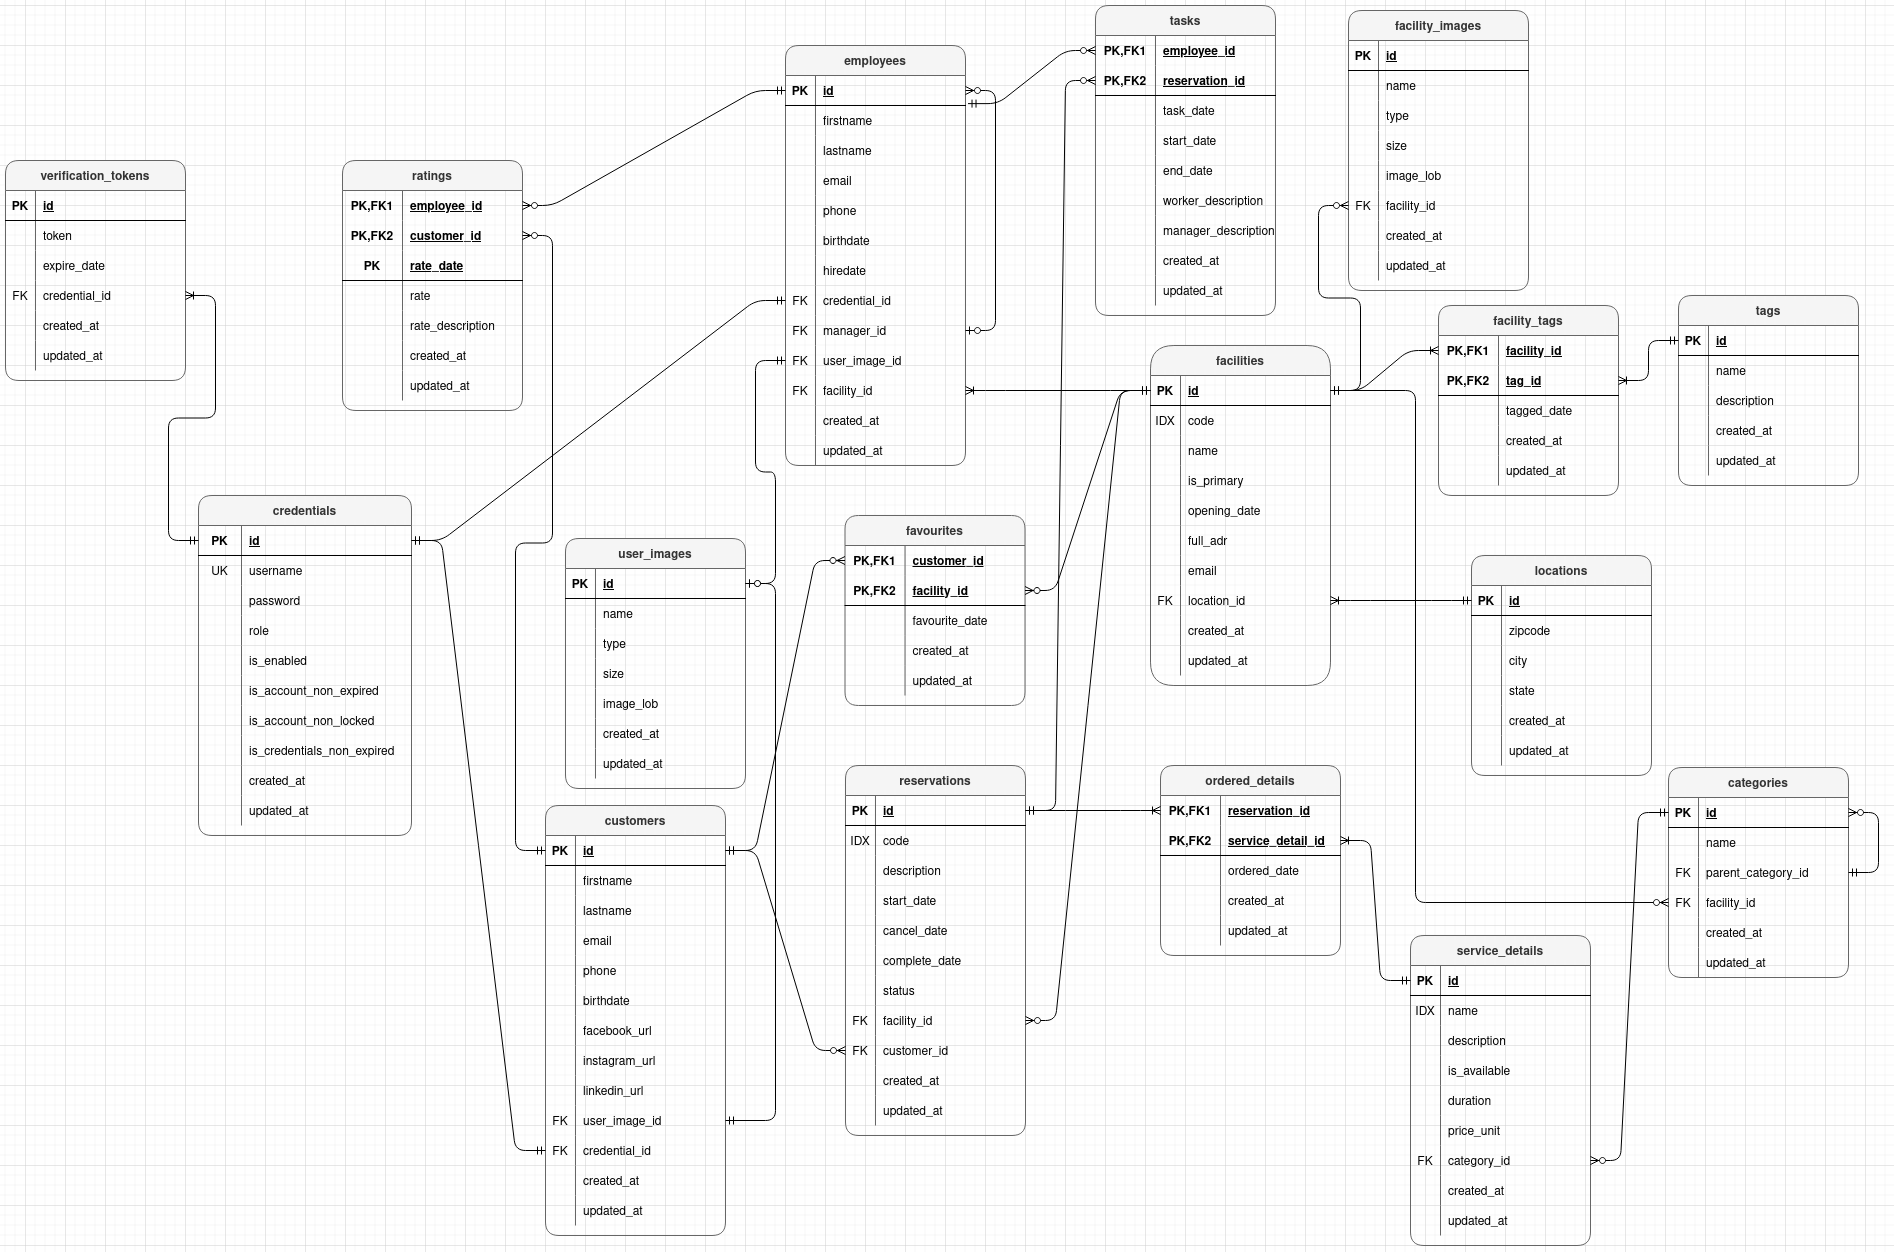 verification_tokens
PK id
token
expire_date
FK credential_id
created_at
updated_at
ratings
PK,FK1 employee_id
PK,FK2 customer_id
PK rate_date
rate
rate_description
created_at
updated_at
employees
PK id
firstname
lastname
email
phone
birthdate
hiredate
FK credential_id
FK manager_id
FK user_image_id
FK facility_id
created_at
updated_at
tasks
PK,FK1 employee_id
PK,FK2 reservation_id
task_date
start_date
end_date
worker_description
manager_description
created_at
updated_at
facility_images
PK id
name
type
size
image_lob
FK facility_id
created_at
updated_at
facility_tags
PK,FK1 facility_id
PK,FK2 tag_id
tagged_date
created_at
updated_at
tags
PK id
name
description
created_at
updated_at
facilities
PK id
IDX code
name
is_primary
opening_date
full_adr
email
FK location_id
created_at
updated_at
credentials
PK id
UK username
password
role
is_enabled
is_account_non_expired
is_account_non_locked
is_credentials_non_expired
created_at
updated_at
user_images
PK id
name
type
size
image_lob
created_at
updated_at
favourites
PK,FK1 customer_id
PK,FK2 facility_id
favourite_date
created_at
updated_at
locations
PK id
zipcode
city
state
created_at
updated_at
customers
PK id
firstname
lastname
email
phone
birthdate
facebook_url
instagram_url
linkedin_url
FK user_image_id
FK credential_id
created_at
updated_at
reservations
PK id
IDX code
description
start_date
cancel_date
complete_date
status
FK facility_id
FK customer_id
created_at
updated_at
ordered_details
PK,FK1 reservation_id
PK,FK2 service_detail_id
ordered_date
created_at
updated_at
categories
PK id
name
FK parent_category_id
FK facility_id
created_at
updated_at
service_details
PK id
IDX name
description
is_available
duration
price_unit
FK category_id
created_at
updated_at